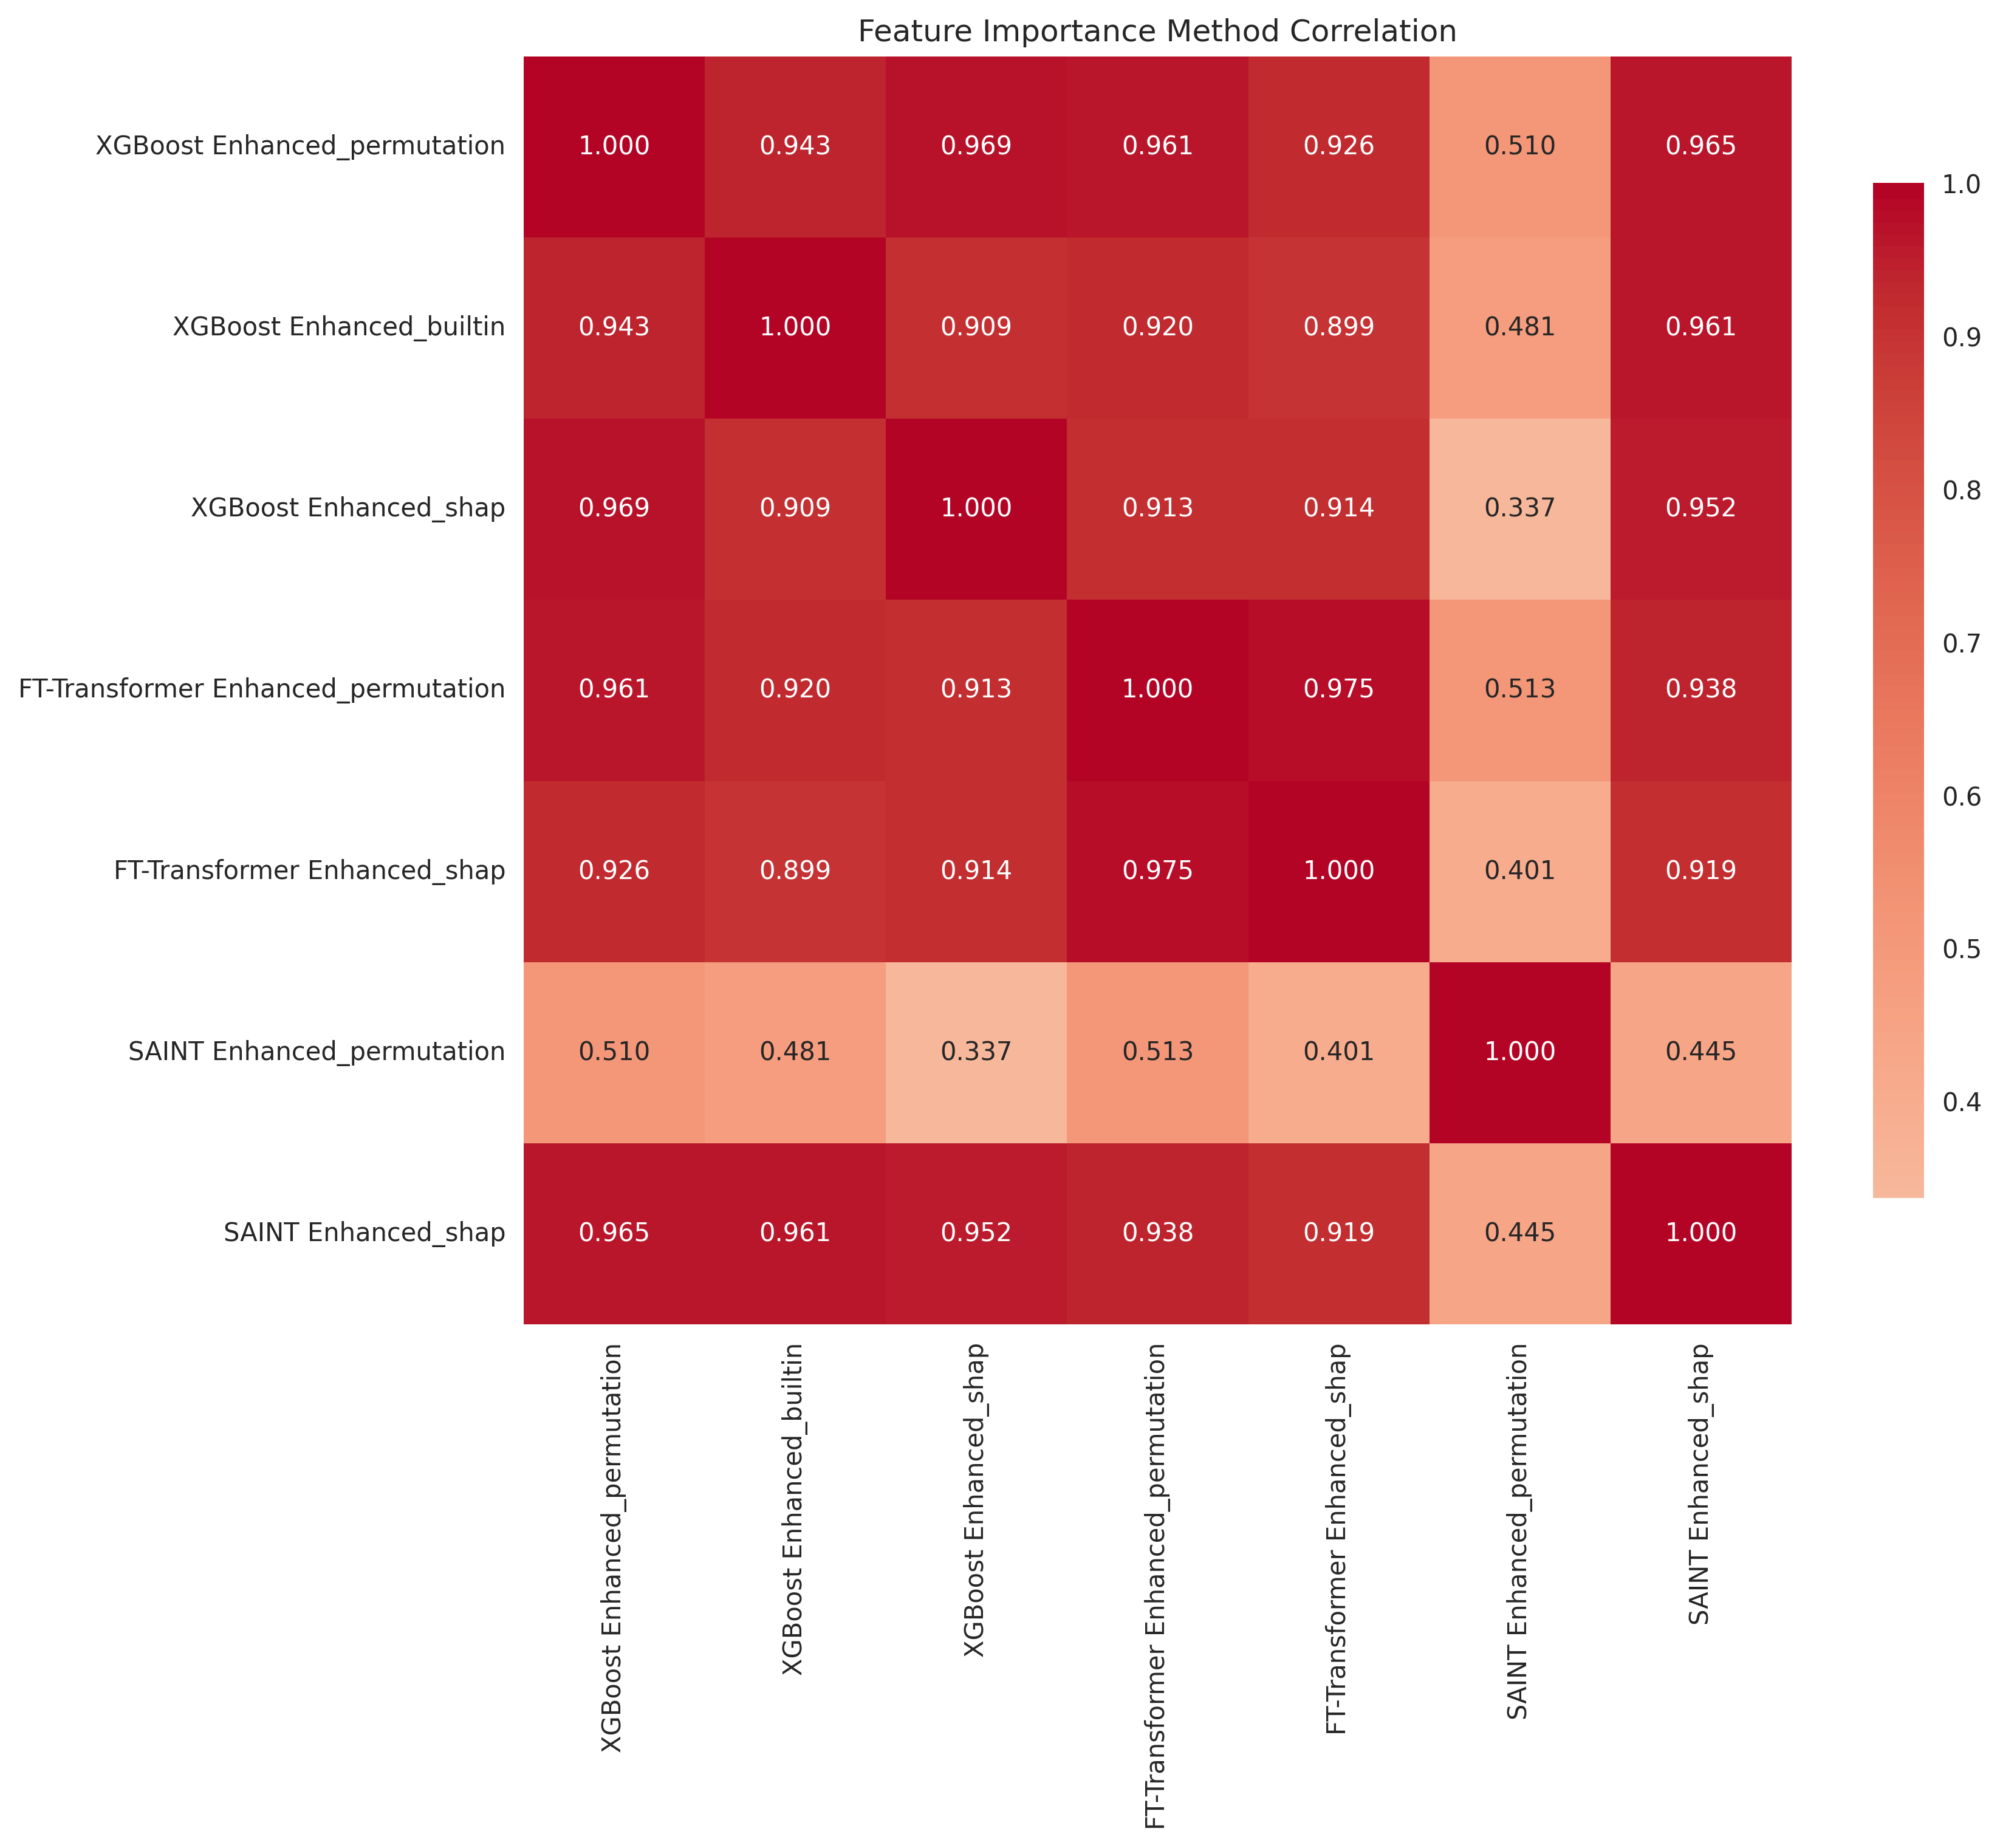 Feature Importance Method Correlation
XGBoost Enhanced_permutation 1.000 0.943 0.969 0.961 0.926 0.510 0.965
XGBoost Enhanced_builtin 0.943 1.000 0.909 0.920 0.899 0.481 0.961
XGBoost Enhanced_shap 0.969 0.909 1.000 0.913 0.914 0.337 0.952
FT-Transformer Enhanced_permutation 0.961 0.920 0.913 1.000 0.975 0.513 0.938
FT-Transformer Enhanced_shap 0.926 0.899 0.914 0.975 1.000 0.401 0.919
SAINT Enhanced_permutation 0.510 0.481 0.337 0.513 0.401 1.000 0.445
SAINT Enhanced_shap 0.965 0.961 0.952 0.938 0.919 0.445 1.000
XGBoost Enhanced_permutation
XGBoost Enhanced_builtin
XGBoost Enhanced_shap
FT-Transformer Enhanced_permutation
FT-Transformer Enhanced_shap
SAINT Enhanced_permutation
SAINT Enhanced_shap
1.0
0.9
0.8
0.7
0.6
0.5
0.4